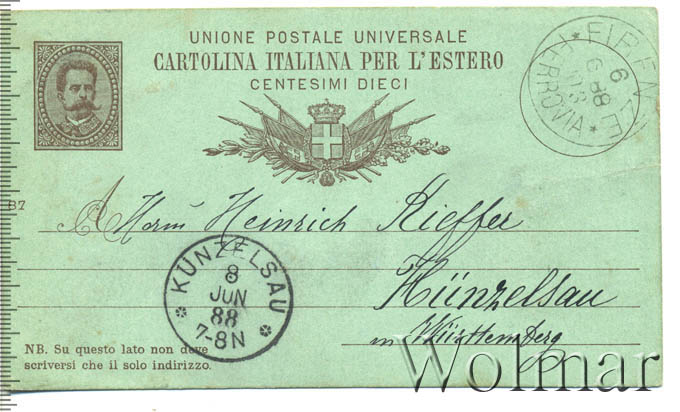 UNIONE POSTALE UNIVERSALE
CARTOLINA ITALIANA PER L'ESTERO
CENTESIMI DIECI
FIRENZE
FERROVIA
6
6 88
87
Herrn Heinrich Kieffer
Künzelsau
in Württemberg
KÜNZELSAU
8
JUN
88
7-8N
NB. Su questo lato non deve
scriversi che il solo indirizzo.
Wolmar